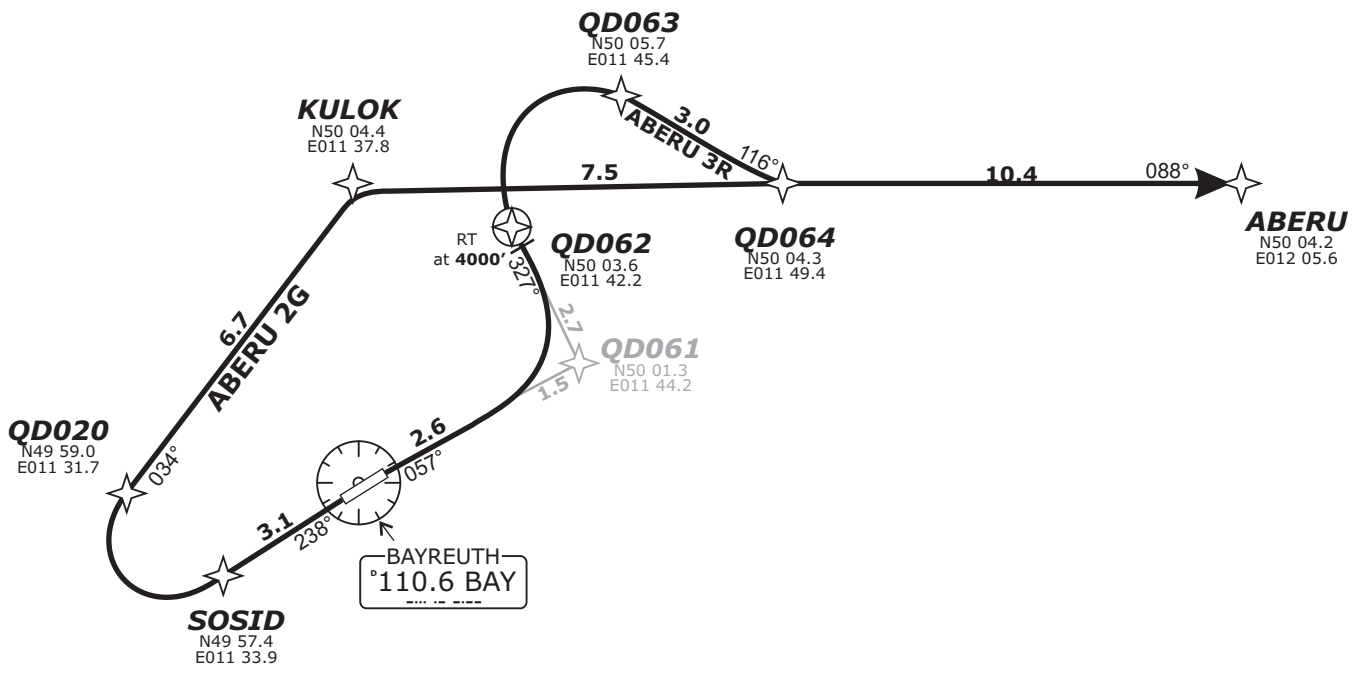 QD063
N50 05.7
E011 45.4
KULOK
N50 04.4
E011 37.8
3.0
ABERU 3R
116°
7.5
10.4
088°
ABERU
N50 04.2
E012 05.6
QD064
N50 04.3
E011 49.4
RT
at 4000'
QD062
N50 03.6
E011 42.2
327°
6.7
ABERU 2G
2.7
QD061
N50 01.3
E011 44.2
1.5
QD020
N49 59.0
E011 31.7
034°
2.6
057°
3.1
238°
BAYREUTH
D110.6 BAY
SOSID
N49 57.4
E011 33.9